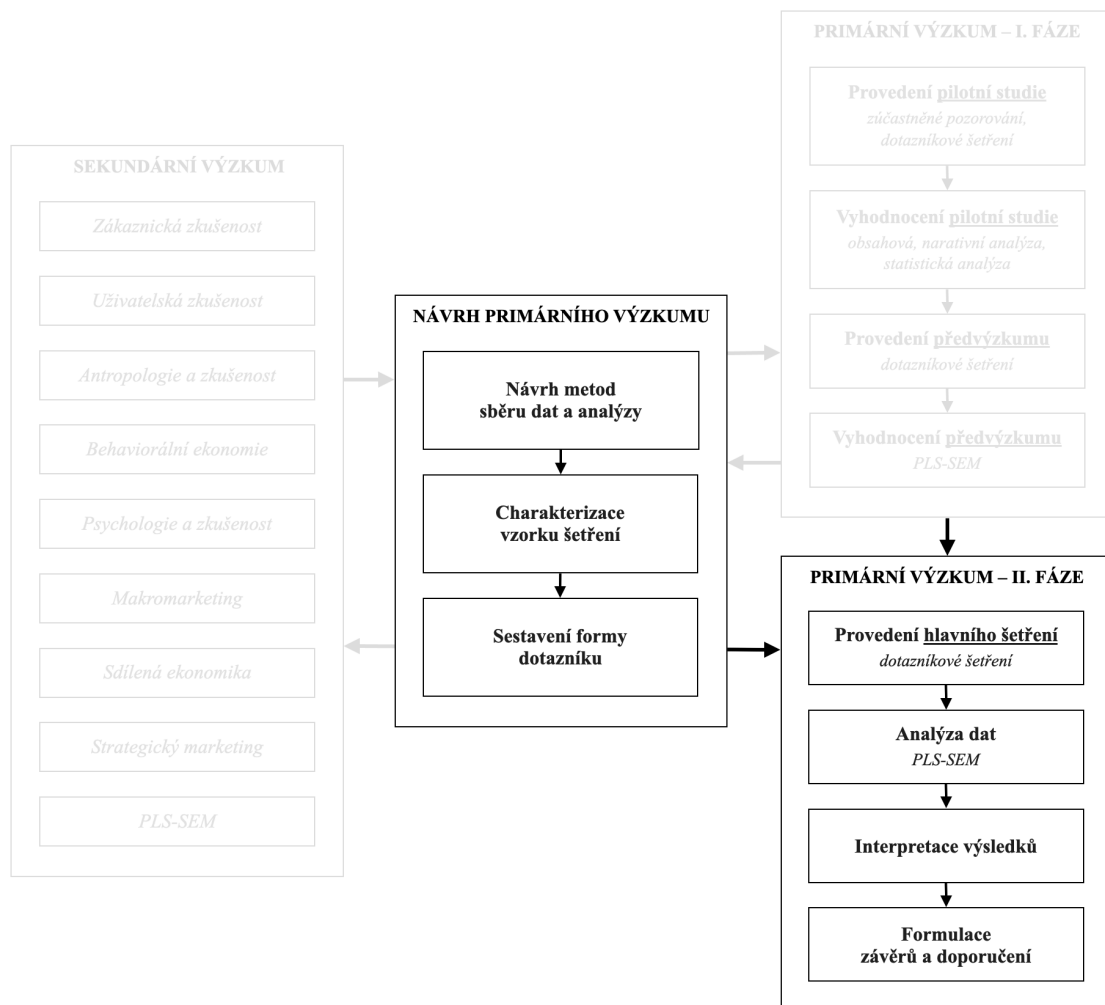 SEKUNDÁRNÍ VÝZKUM
Zákaznická zkušenost
Uživatelská zkušenost
Antropologie a zkušenost
Behaviorální ekonomie
Psychologie a zkušenost
Makromarketing
Sdílená ekonomika
Strategický marketing
PLS-SEM
NÁVRH PRIMÁRNÍHO VÝZKUMU
Návrh metod
sběru dat a analýzy
Charakterizace
vzorku šetření
Sestavení formy
dotazníku
PRIMÁRNÍ VÝZKUM – I. FÁZE
Provedení pilotní studie
zúčastněné pozorování,
dotazníkové šetření
Vyhodnocení pilotní studie
obsahová, narativní analýza,
statistická analýza
Provedení předvýzkumu
dotazníkové šetření
Vyhodnocení předvýzkumu
PLS-SEM
PRIMÁRNÍ VÝZKUM – II. FÁZE
Provedení hlavního šetření
dotazníkové šetření
Analýza dat
PLS-SEM
Interpretace výsledků
Formulace
závěrů a doporučení